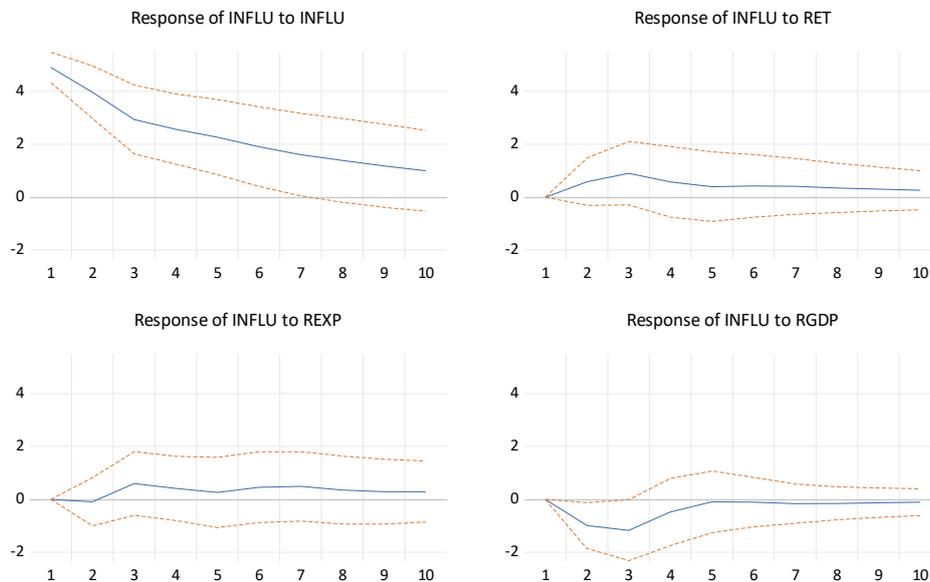 Response of INFLU to INFLU
4
2
0
-2
1 2 3 4 5 6 7 8 9 10
Response of INFLU to RET
4
2
0
-2
1 2 3 4 5 6 7 8 9 10
Response of INFLU to REXP
4
2
0
-2
1 2 3 4 5 6 7 8 9 10
Response of INFLU to RGDP
4
2
0
-2
1 2 3 4 5 6 7 8 9 10